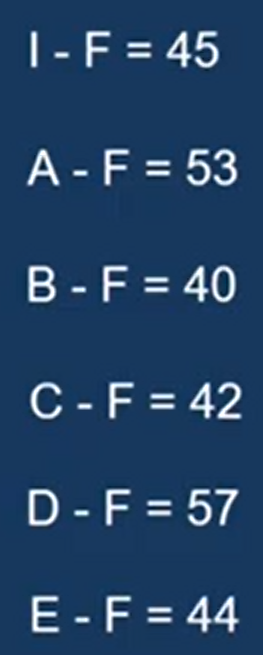 I - F = 45
A - F = 53
B - F = 40
C - F = 42
D - F = 57
E - F = 44